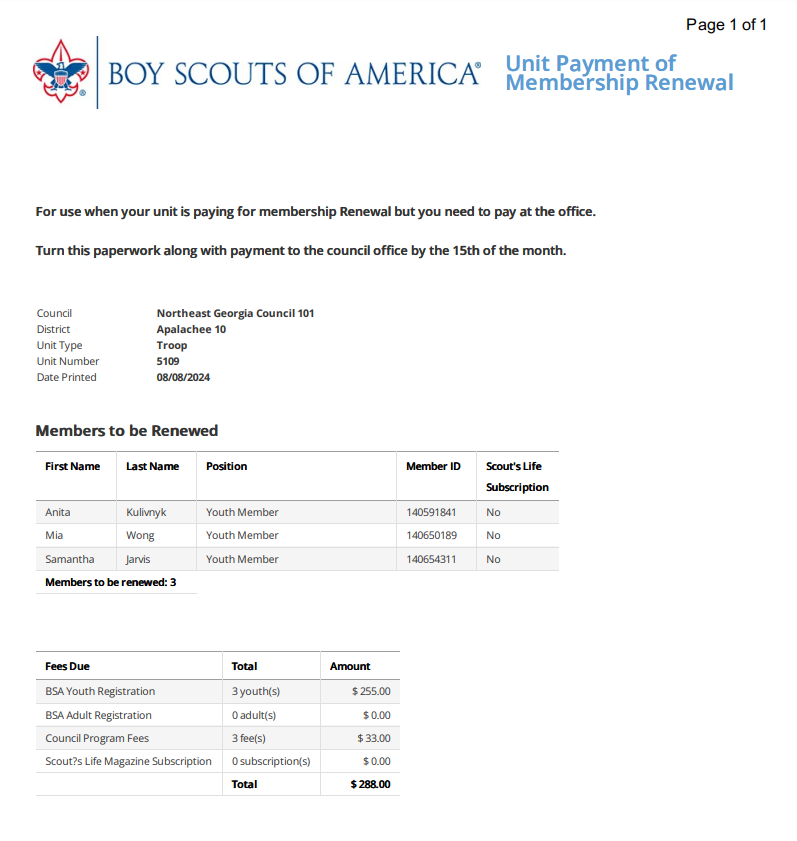 Page 1 of 1
BOY SCOUTS OF AMERICA®
Unit Payment of
Membership Renewal
For use when your unit is paying for membership Renewal but you need to pay at the office.
Turn this paperwork along with payment to the council office by the 15th of the month.
Council Northeast Georgia Council 101
District Apalachee 10
Unit Type Troop
Unit Number 5109
Date Printed 08/08/2024
Members to be Renewed
First Name Last Name Position Member ID Scout's Life
Subscription
Anita Kulivnyk Youth Member 140591841 No
Mia Wong Youth Member 140650189 No
Samantha Jarvis Youth Member 140654311 No
Members to be renewed: 3
Fees Due Total Amount
BSA Youth Registration 3 youth(s) $ 255.00
BSA Adult Registration 0 adult(s) $ 0.00
Council Program Fees 3 fee(s) $ 33.00
Scout?s Life Magazine Subscription 0 subscription(s) $ 0.00
Total $ 288.00